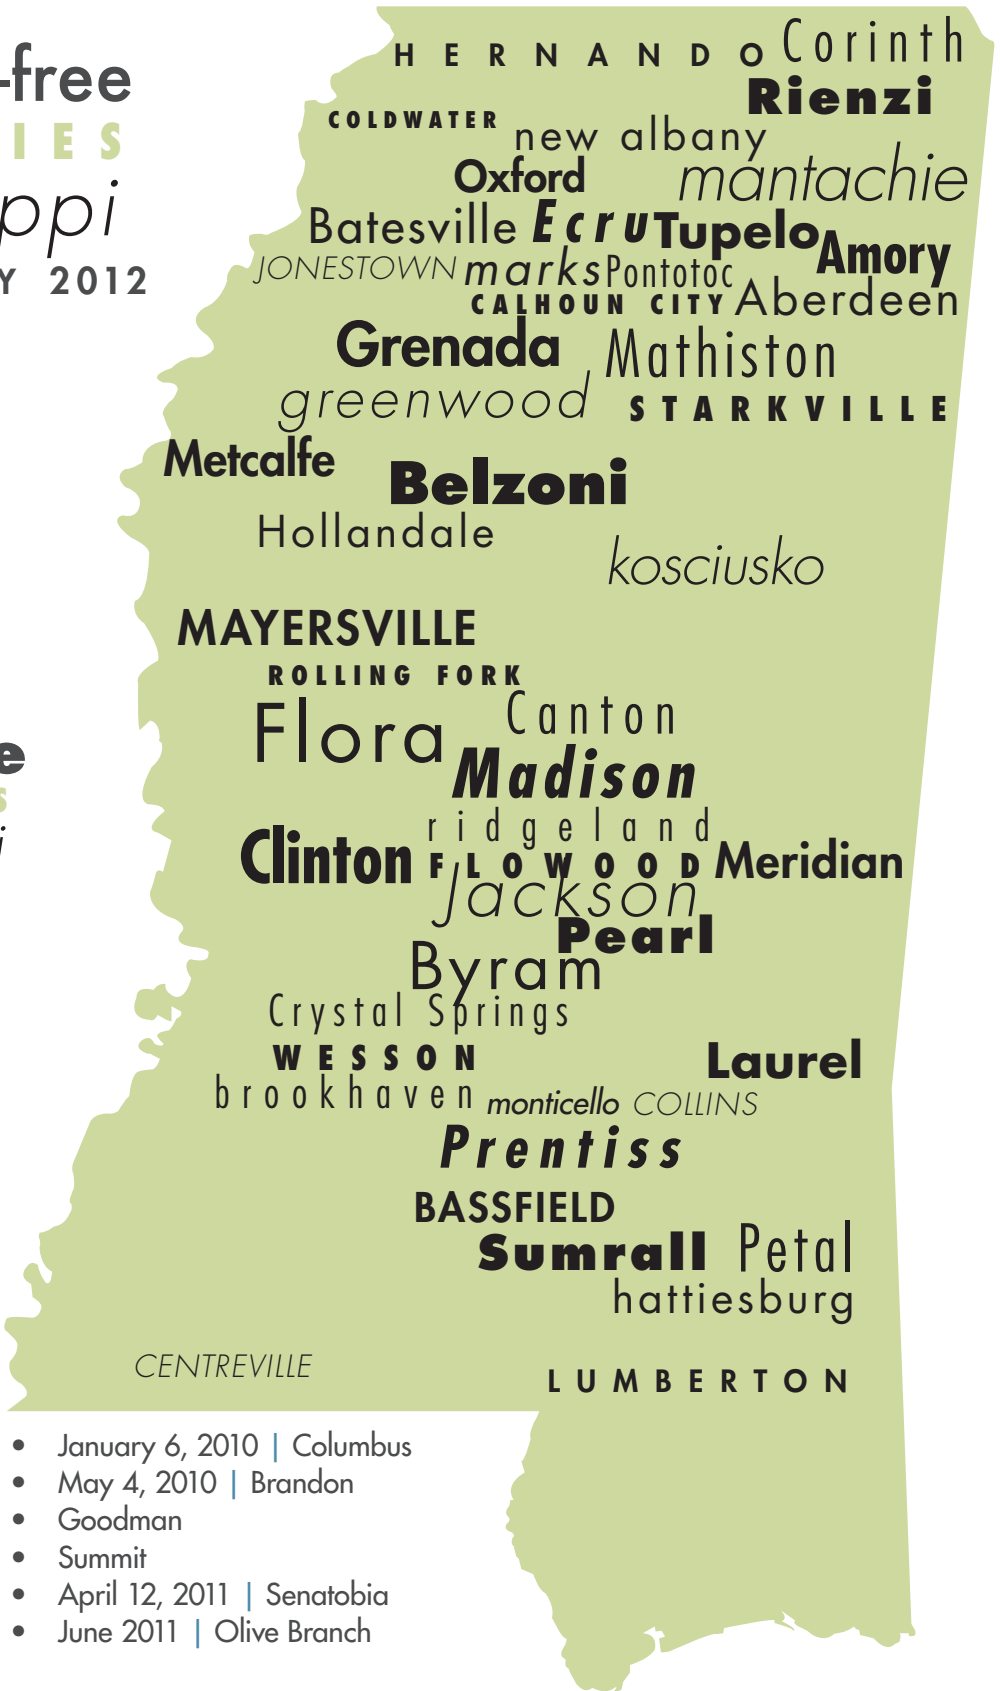 -free
IES
ppi
Y 2012
HERNANDO Corinth
Rienzi
COLDWATER new albany
Oxford mantachie
Batesville Ecru Tupelo Amory
JONESTOWN marks Pontotoc
CALHOUN CITY Aberdeen
Grenada Mathiston
greenwood STARKVILLE
Metcalfe Belzoni
Hollandale kosciusko
MAYERSVILLE
ROLLING FORK
Flora Canton
e Madison
s
i
ridgeland
Clinton FLOWOOD Meridian
Jackson
Pearl
Byram
Crystal Springs
WESSON Laurel
brookhaven monticello COLLINS
Prentiss
BASSFIELD
Sumrall Petal
hattiesburg
CENTREVILLE LUMBERTON
• January 6, 2010 | Columbus
• May 4, 2010 | Brandon
• Goodman
• Summit
• April 12, 2011 | Senatobia
• June 2011 | Olive Branch